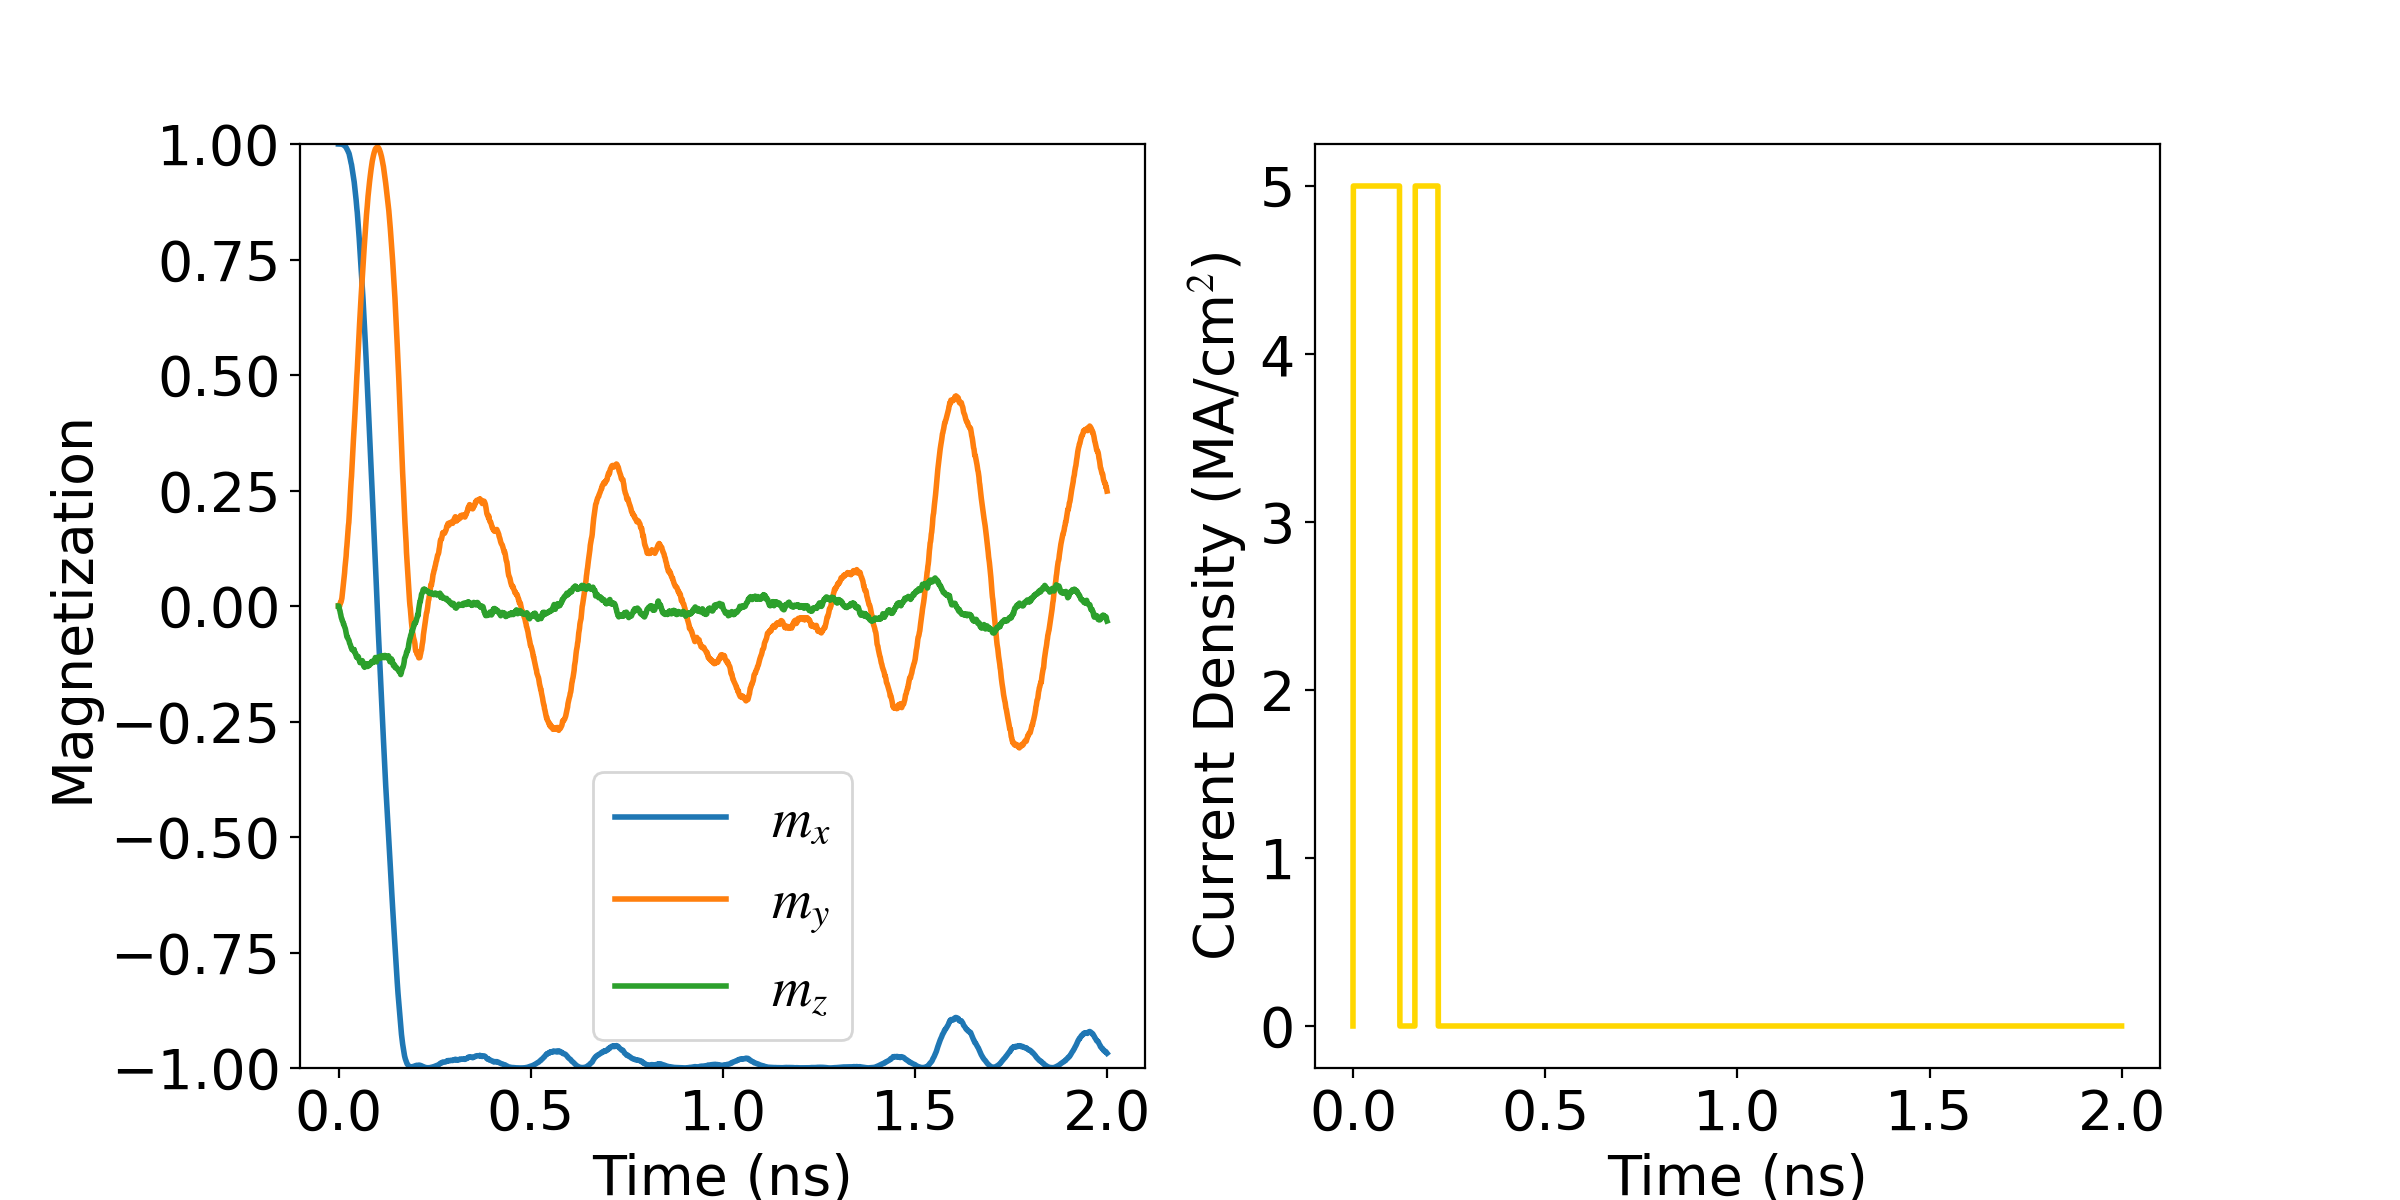 Magnetization
1.00
0.75
0.50
0.25
0.00
−0.25
−0.50
−0.75
−1.00
0.0 0.5 1.0 1.5 2.0
Time (ns)
m_x
m_y
m_z
Current Density (MA/cm²)
5
4
3
2
1
0
0.0 0.5 1.0 1.5 2.0
Time (ns)